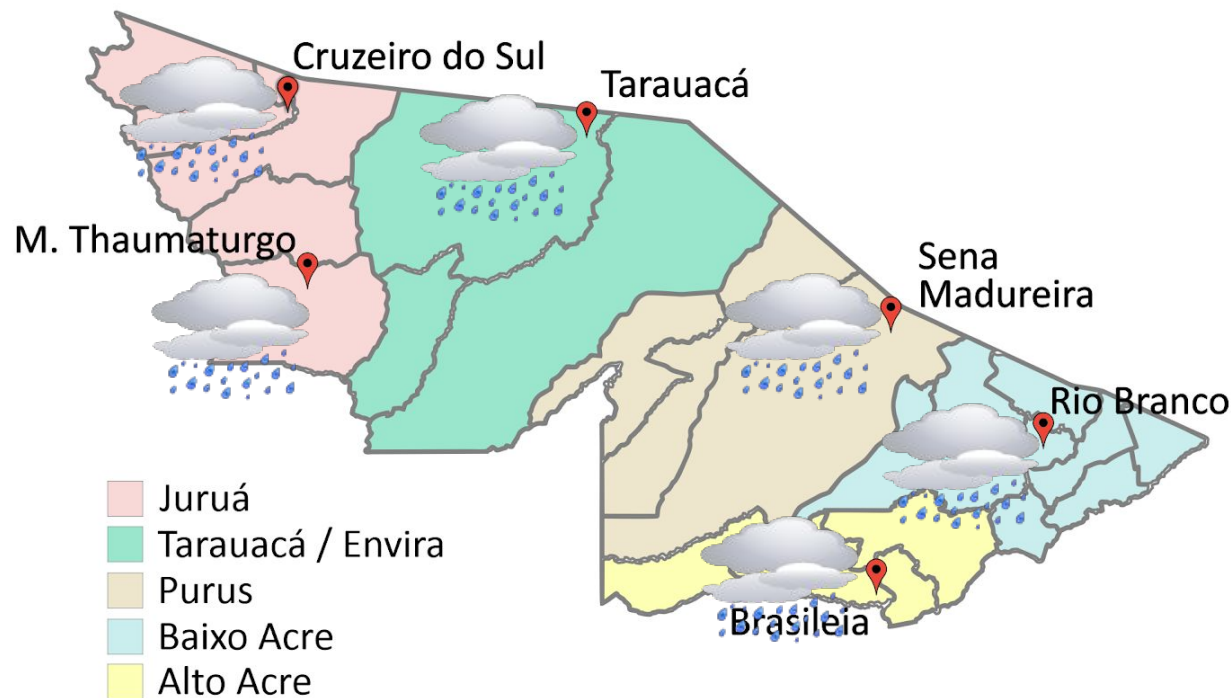 Cruzeiro do Sul
Tarauacá
M. Thaumaturgo
Sena
Madureira
Rio Branco
Brasileia
Juruá
Tarauacá / Envira
Purus
Baixo Acre
Alto Acre